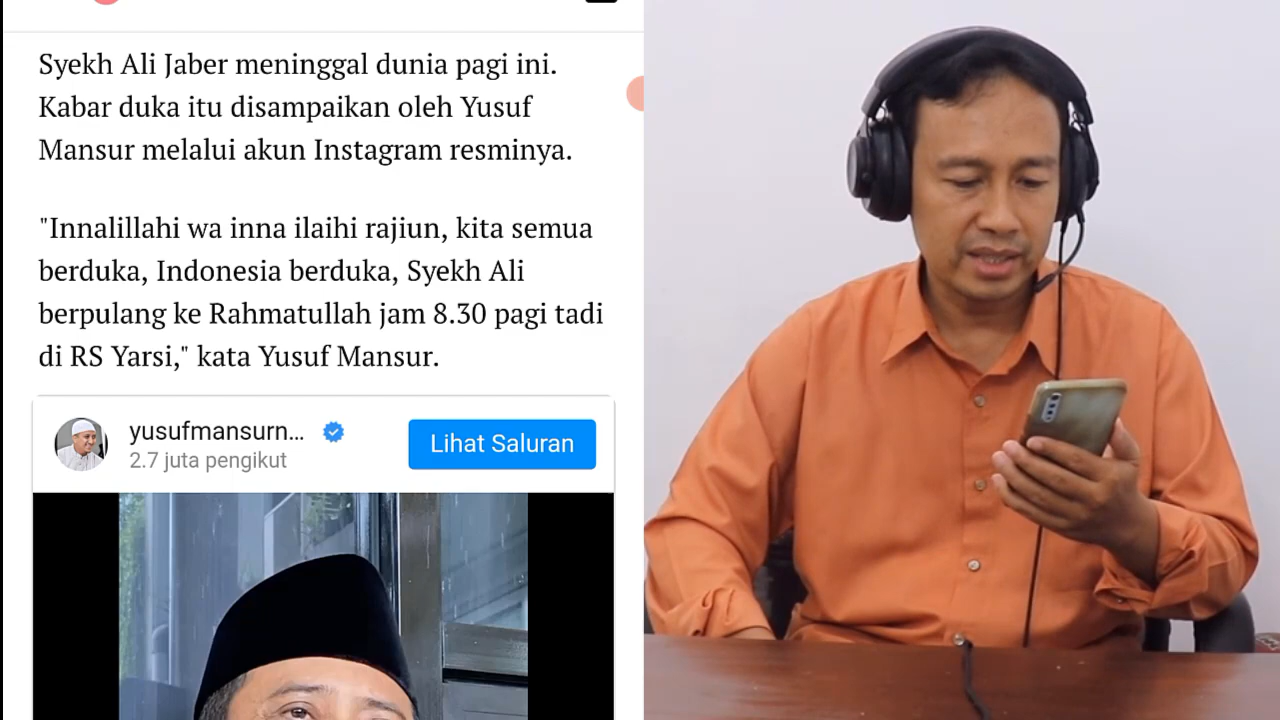 Syekh Ali Jaber meninggal dunia pagi ini.
Kabar duka itu disampaikan oleh Yusuf
Mansur melalui akun Instagram resminya.
"Innalillahi wa inna ilaihi rajiun, kita semua
berduka, Indonesia berduka, Syekh Ali
berpulang ke Rahmatullah jam 8.30 pagi tadi
di RS Yarsi," kata Yusuf Mansur.
yusufmansurn...
2.7 juta pengikut
Lihat Saluran